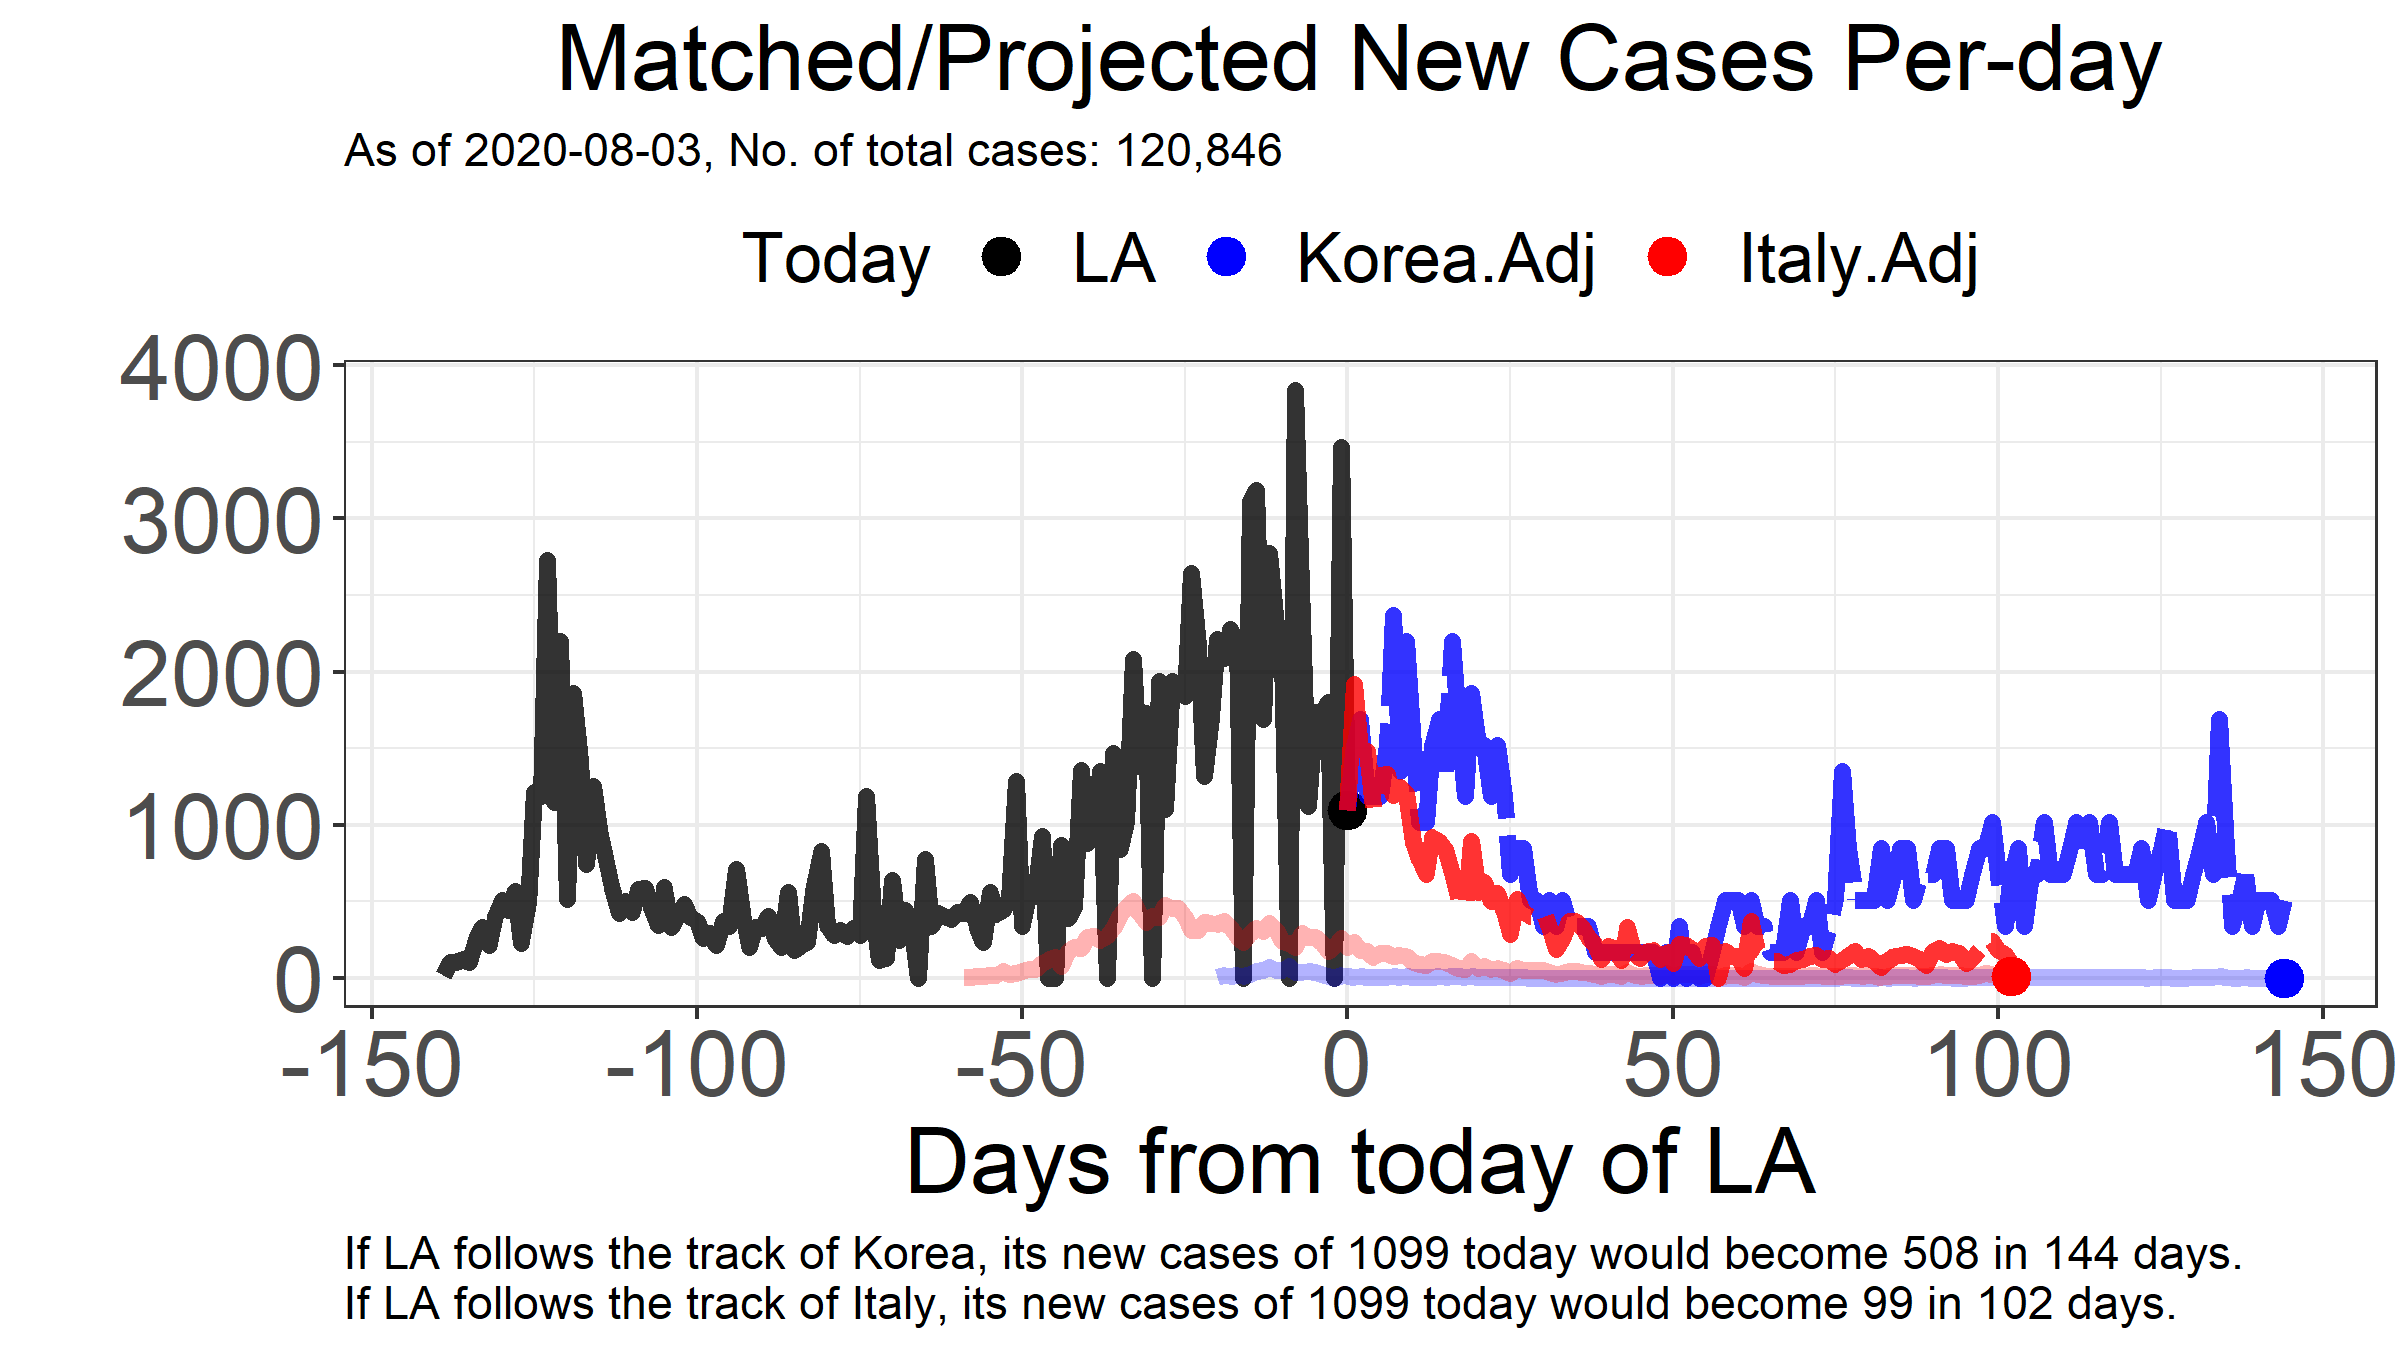 Matched/Projected New Cases Per-day
As of 2020-08-03, No. of total cases: 120,846
Today LA Korea.Adj Italy.Adj
4000
3000
2000
1000
0
-150 -100 -50 0 50 100 150
Days from today of LA
If LA follows the track of Korea, its new cases of 1099 today would become 508 in 144 days.
If LA follows the track of Italy, its new cases of 1099 today would become 99 in 102 days.